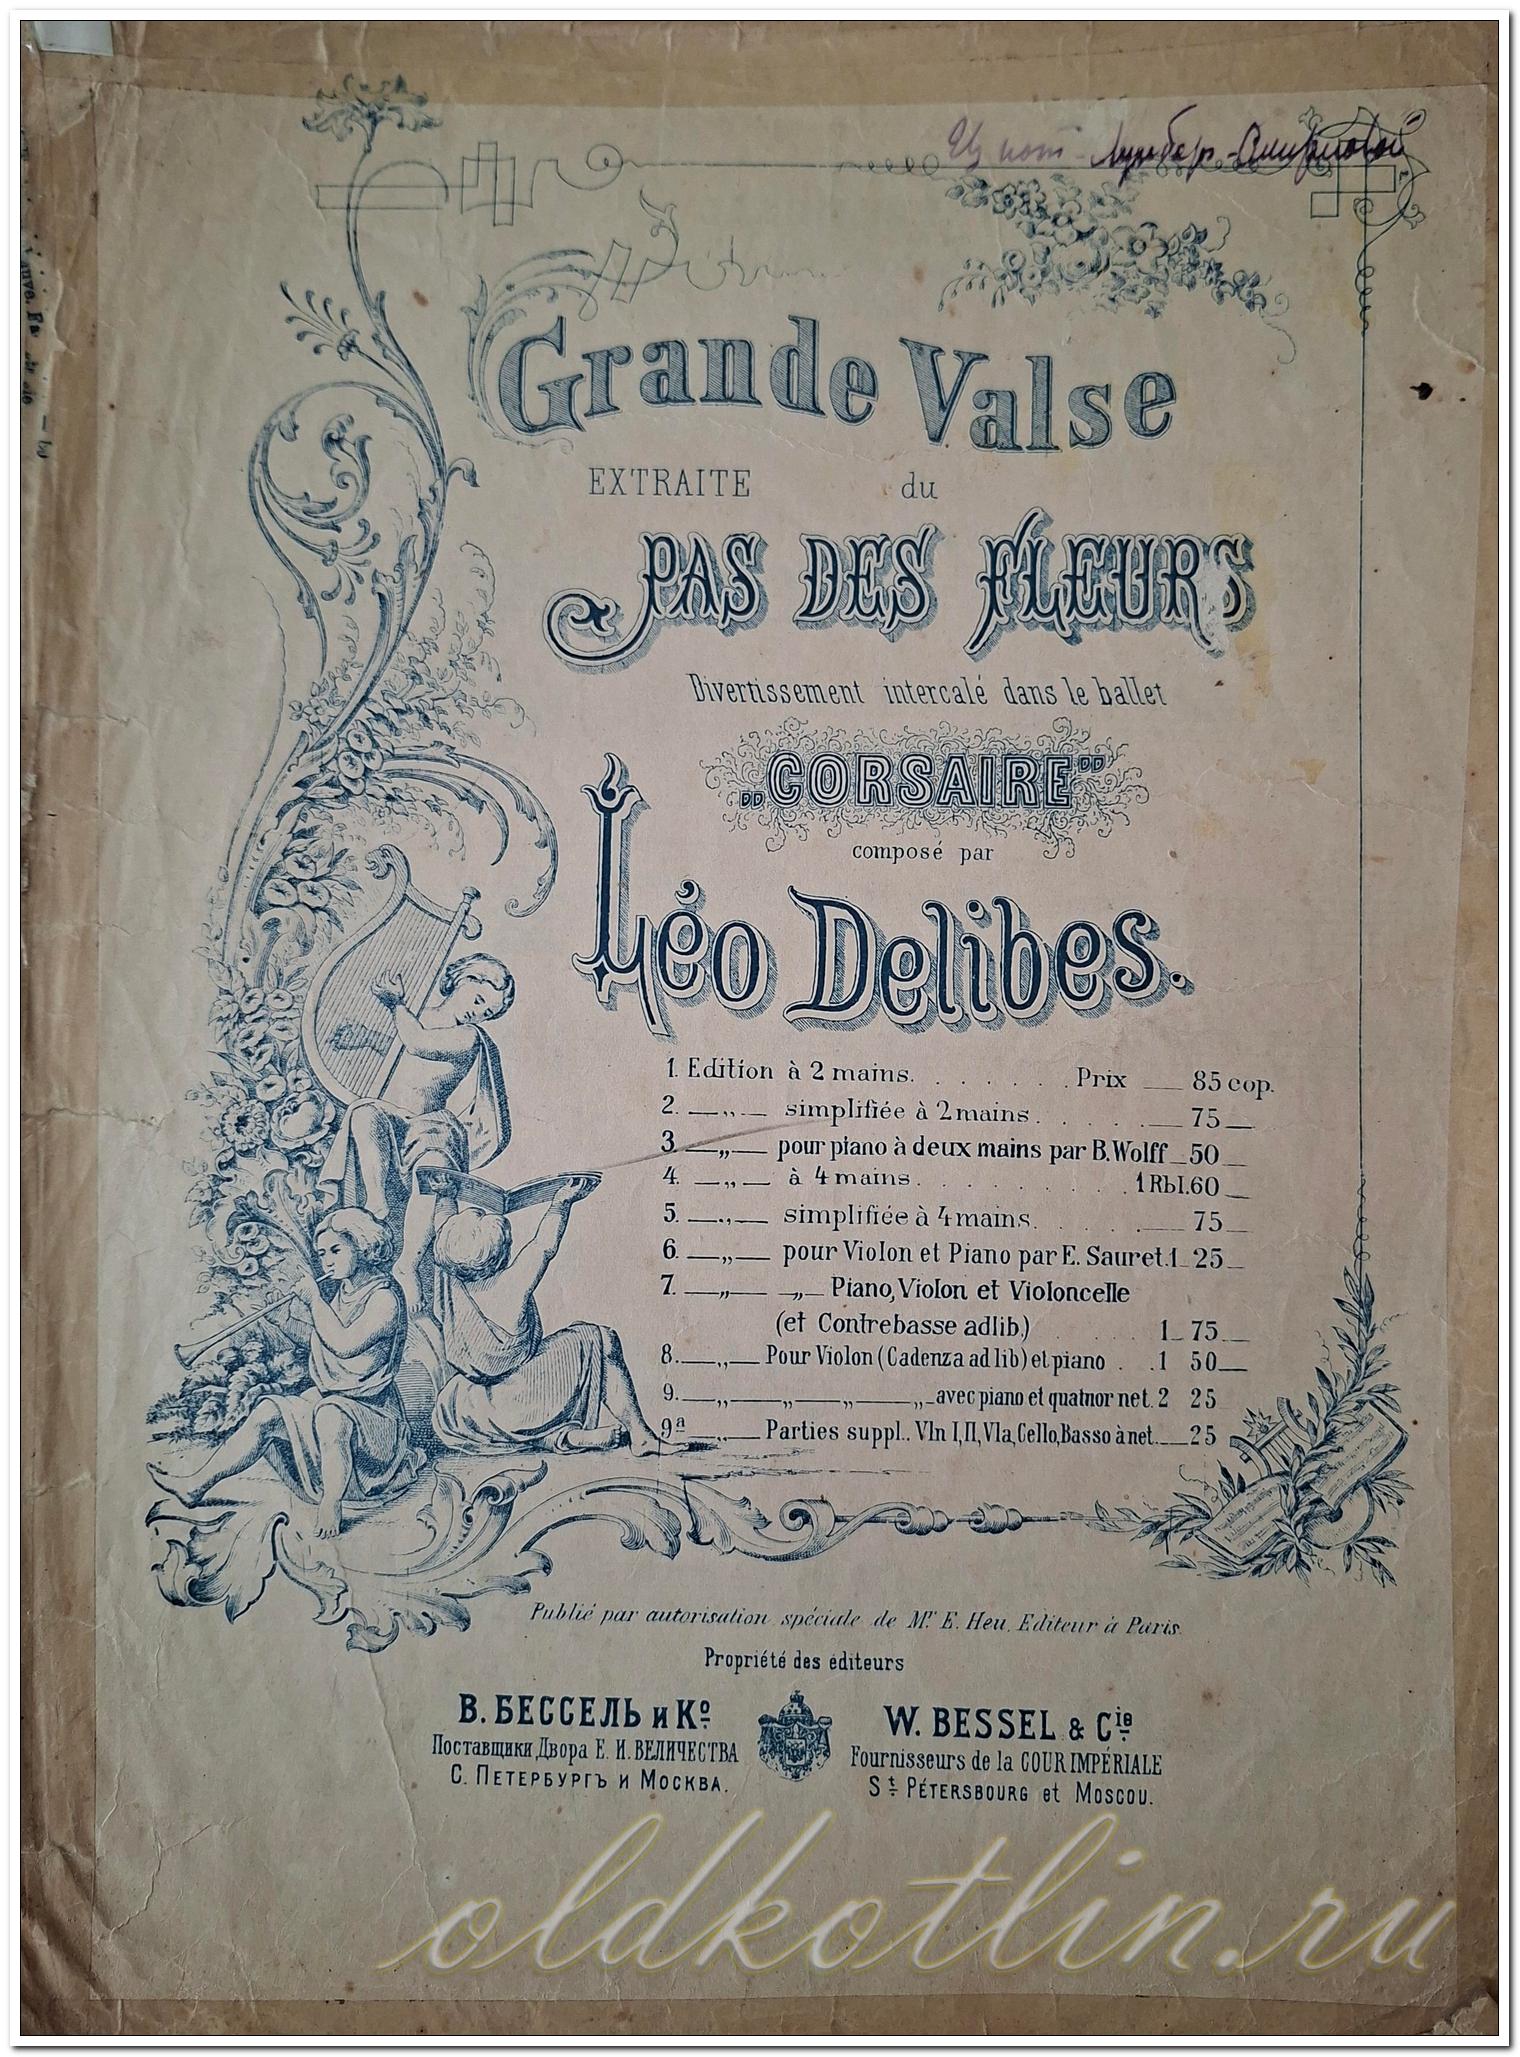 Из нот
Grande Valse
EXTRAITE du
PAS DES FLEURS
Divertissement intercalé dans le ballet
„CORSAIRE”
composé par
Léo Delibes.
1. Edition à 2 mains. . . . . . . Prix — 85 cop.
2. —„— simplifiée à 2 mains. . . . . — 75 —
3. —„— pour piano à deux mains par B. Wolff — 50 —
4. —„— à 4 mains. . . . . . . . . . 1 Rbl. 60 —
5. —„— simplifiée à 4 mains. . . . . — 75 —
6. —„— pour Violon et Piano par E. Sauret. 1 — 25 —
7. —„— —„— Piano, Violon et Violoncelle
(et Contrebasse ad lib.) . . . . 1 — 75 —
8. —„— Pour Violon (Cadenza ad lib) et piano . . 1 50 —
9. —„— —„— —„— —„— avec piano et quatuor net. 2 25
9ª —„— Parties suppl.. Vln I, II, Vla, Cello, Basso à net. — 25
Publié par autorisation spéciale de Mr. E. Heu, Editeur à Paris.
Propriété des éditeurs
В. БЕССЕЛЬ и Ко. W. BESSEL & Cie
Поставщики Двора Е. И. ВЕЛИЧЕСТВА Fournisseurs de la COUR IMPÉRIALE
С. ПЕТЕРБУРГЪ И МОСКВА. St. PÉTERSBOURG et MOSCOU.
oldkotlin.ru